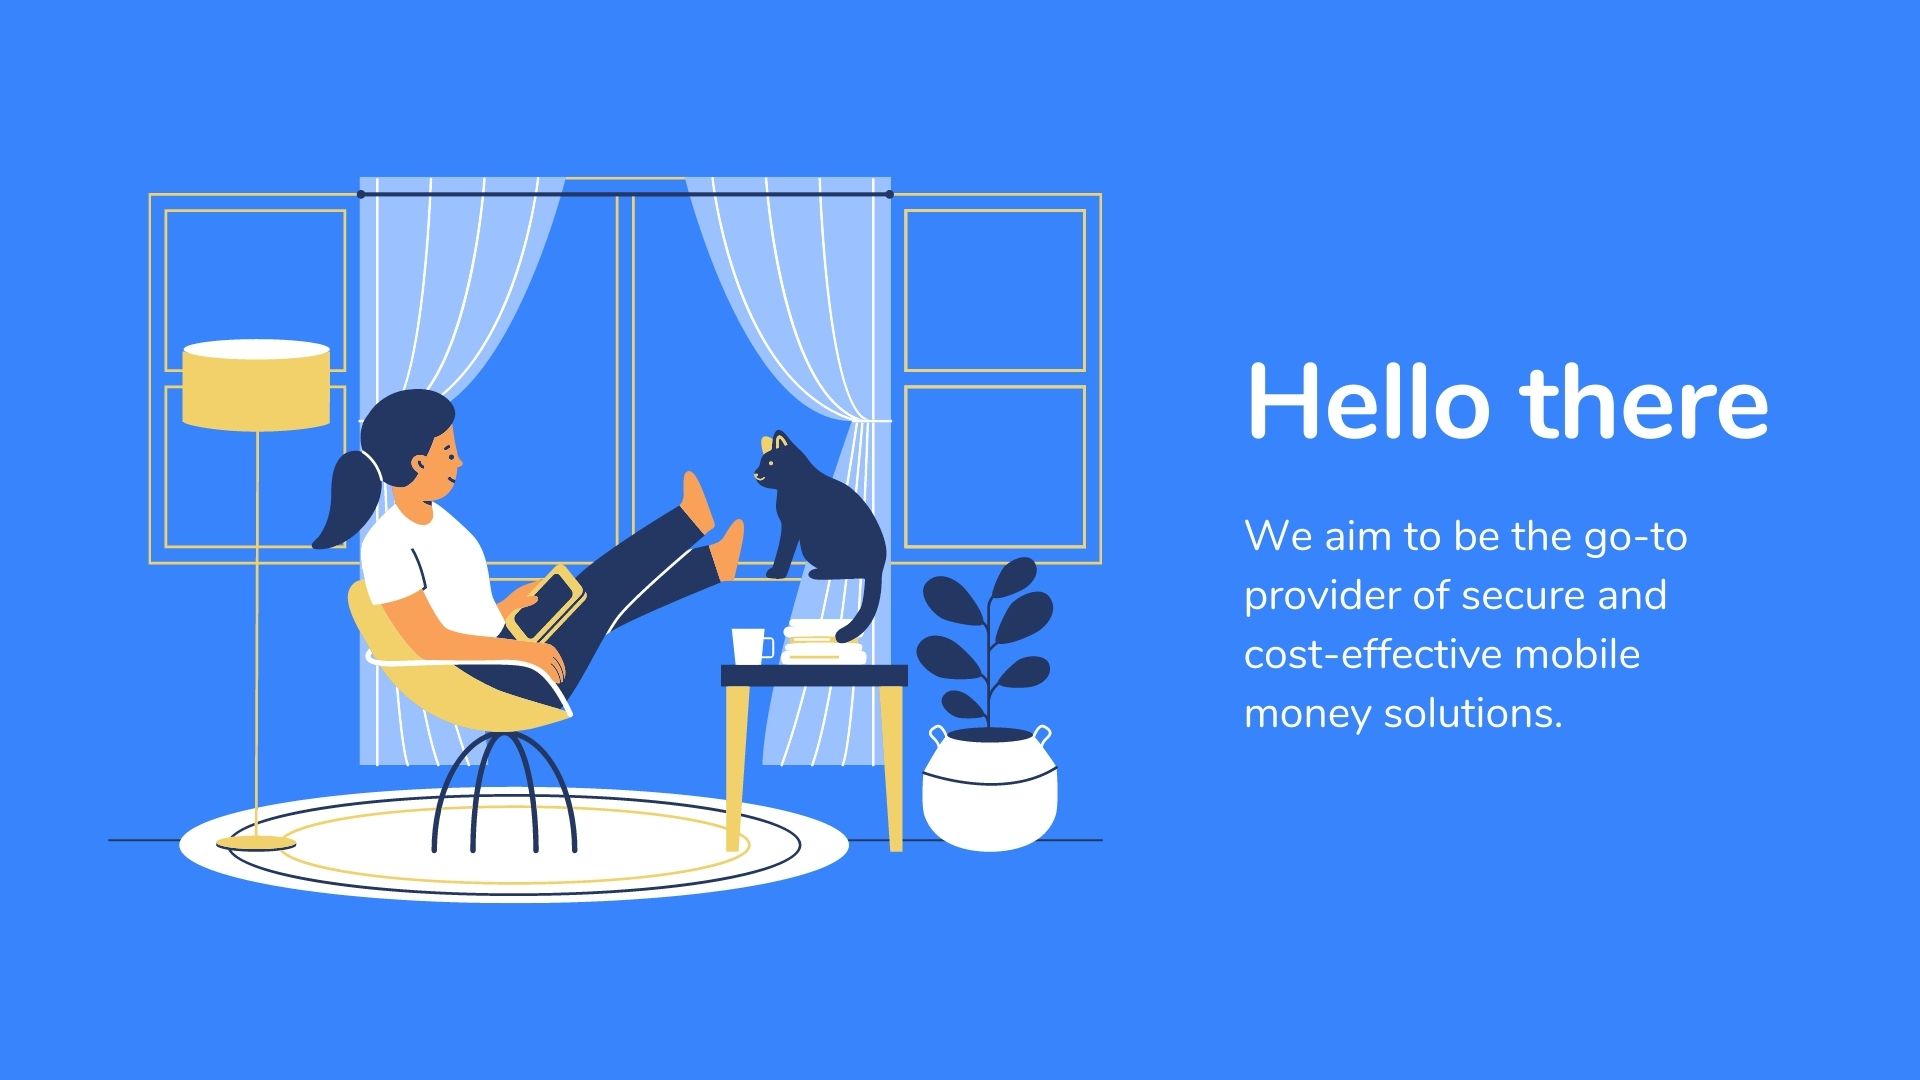 Hello there
We aim to be the go-to
provider of secure and
cost-effective mobile
money solutions.